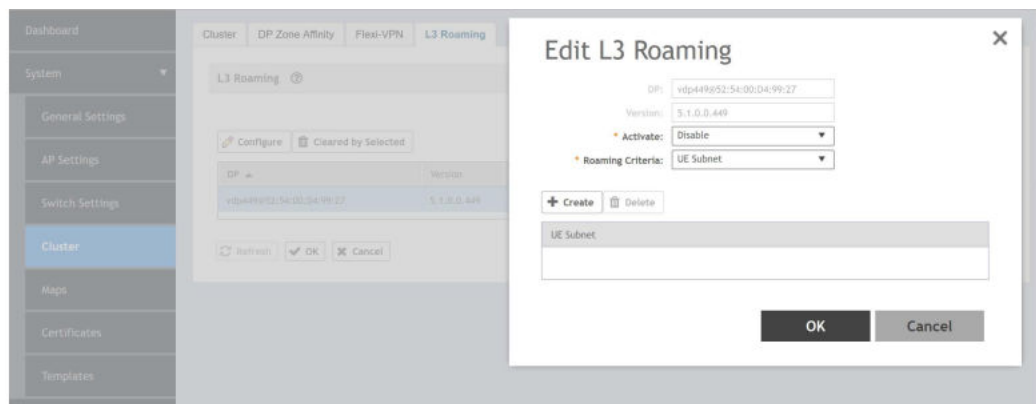 Dashboard
System
General Settings
AP Settings
Switch Settings
Cluster
Maps
Certificates
Templates
Cluster DP Zone Affinity Flexi-VPN L3 Roaming
L3 Roaming ?
Configure Cleared by Selected
DP Version
vdp449@52:54:00:D4:99:27 5.1.0.0.449
Refresh OK Cancel
Edit L3 Roaming
DP: vdp449@52:54:00:D4:99:27
Version: 5.1.0.0.449
* Activate: Disable
* Roaming Criteria: UE Subnet
Create Delete
UE Subnet
OK Cancel